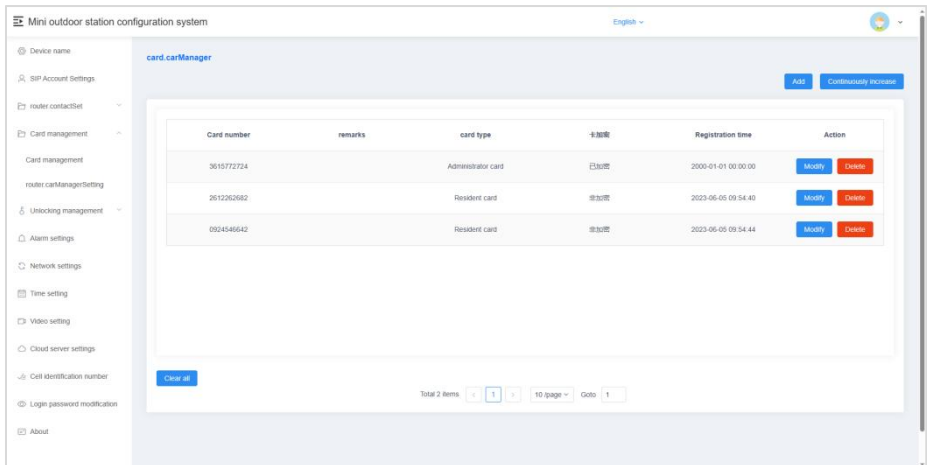 Mini outdoor station configuration system
English
Device name
SIP Account Settings
router.contactSet
Card management
Card management
router.carManagerSetting
Unlocking management
Alarm settings
Network settings
Time setting
Video setting
Cloud server settings
Cell identification number
Login password modification
About
card.carManager
Add Continuously increase
Card number remarks card type 卡加密 Registration time Action
3615772724 Administrator card 已加密 2000-01-01 00:00:00 Modify Delete
2612262682 Resident card 非加密 2023-06-05 09:54:40 Modify Delete
0924546642 Resident card 非加密 2023-06-05 09:54:44 Modify Delete
Clear all
Total 2 items 1 10 /page Goto 1